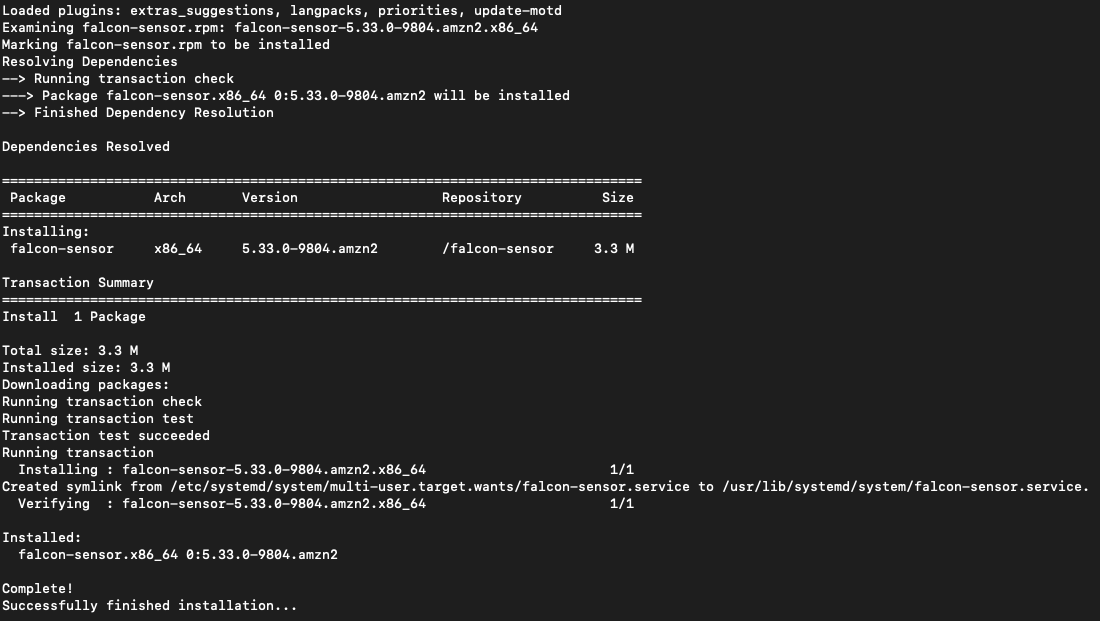 Loaded plugins: extras_suggestions, langpacks, priorities, update-motd
Examining falcon-sensor.rpm: falcon-sensor-5.33.0-9804.amzn2.x86_64
Marking falcon-sensor.rpm to be installed
Resolving Dependencies
--> Running transaction check
---> Package falcon-sensor.x86_64 0:5.33.0-9804.amzn2 will be installed
--> Finished Dependency Resolution

Dependencies Resolved

================================================================================
 Package           Arch       Version                  Repository          Size
================================================================================
Installing:
 falcon-sensor     x86_64     5.33.0-9804.amzn2        /falcon-sensor     3.3 M

Transaction Summary
================================================================================
Install  1 Package

Total size: 3.3 M
Installed size: 3.3 M
Downloading packages:
Running transaction check
Running transaction test
Transaction test succeeded
Running transaction
  Installing : falcon-sensor-5.33.0-9804.amzn2.x86_64                       1/1
Created symlink from /etc/systemd/system/multi-user.target.wants/falcon-sensor.service to /usr/lib/systemd/system/falcon-sensor.service.
  Verifying  : falcon-sensor-5.33.0-9804.amzn2.x86_64                       1/1

Installed:
  falcon-sensor.x86_64 0:5.33.0-9804.amzn2

Complete!
Successfully finished installation...